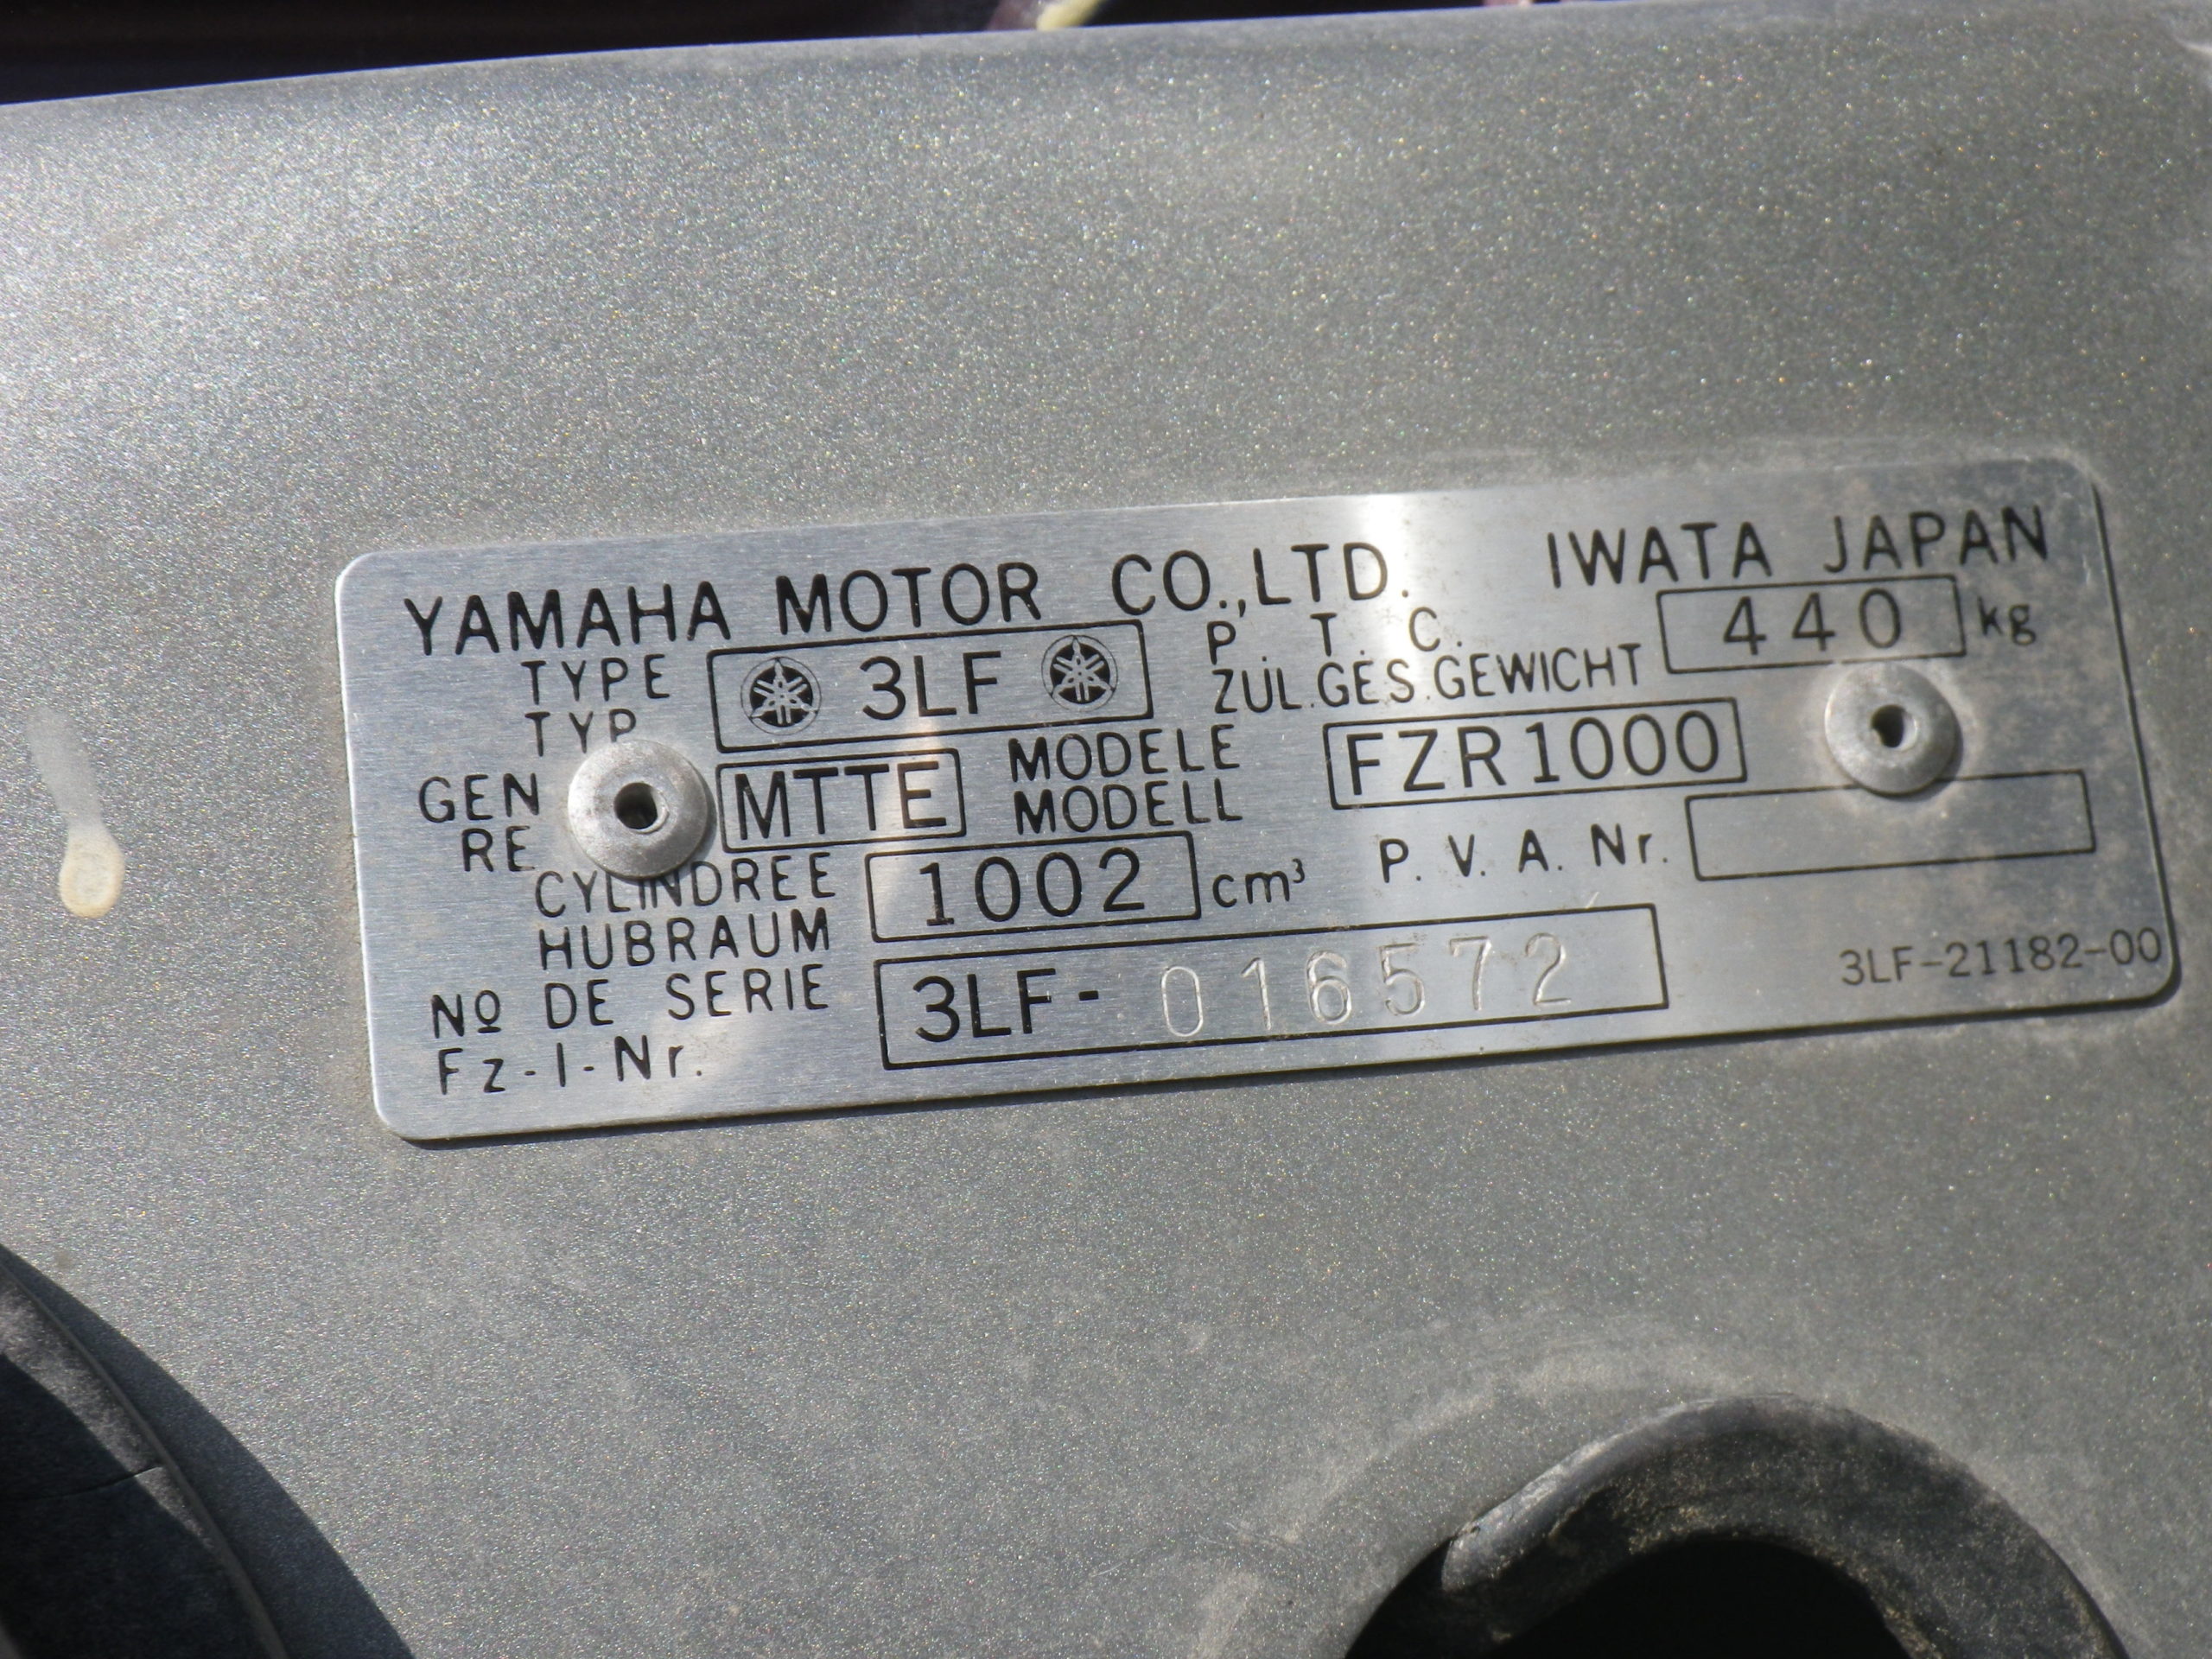 YAMAHA MOTOR CO.,LTD. IWATA JAPAN
TYPE
TYP
3LF
P. T. C.
ZUL.GES.GEWICHT
440 kg
GEN
RE
MTTE
MODELE
MODELL
FZR1000
CYLINDREE
HUBRAUM
1002 cm³
P. V. A. Nr.
Nº DE SERIE
Fz-I-Nr.
3LF- 016572
3LF-21182-00